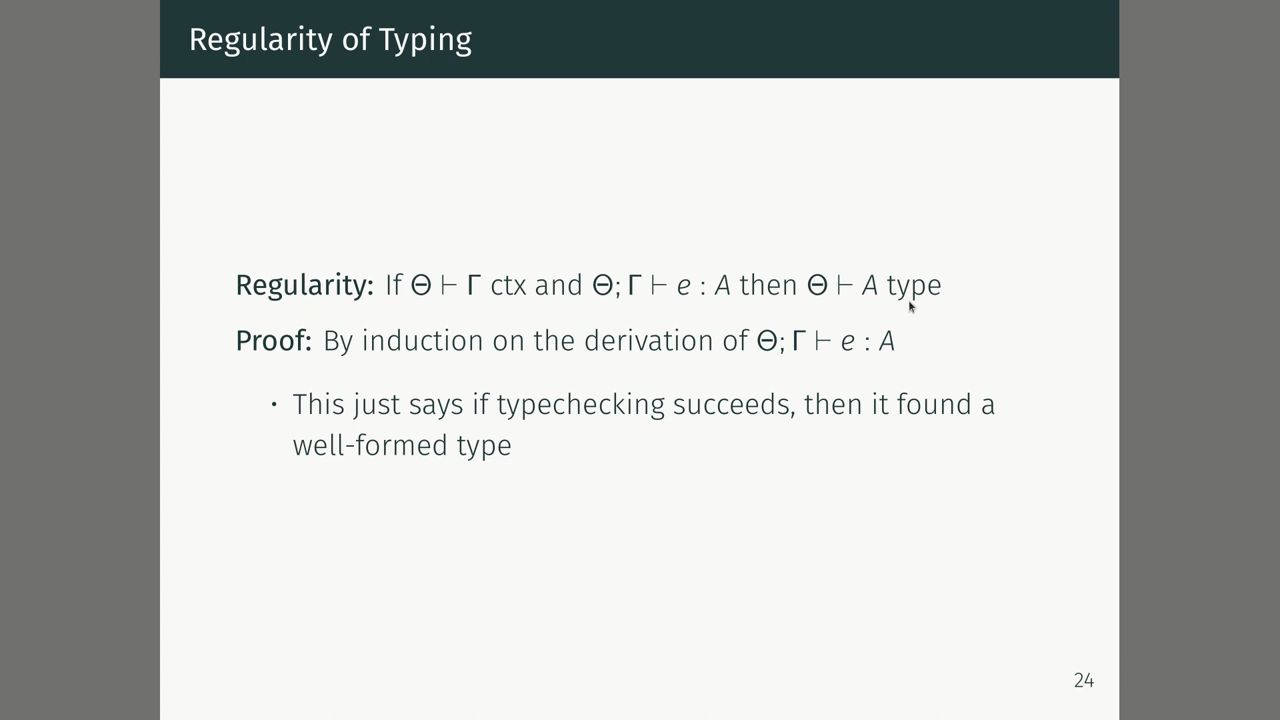 Regularity of Typing
Regularity: If Θ ⊢ Γ ctx and Θ; Γ ⊢ e : A then Θ ⊢ A type
Proof: By induction on the derivation of Θ; Γ ⊢ e : A
· This just says if typechecking succeeds, then it found a
well-formed type
24